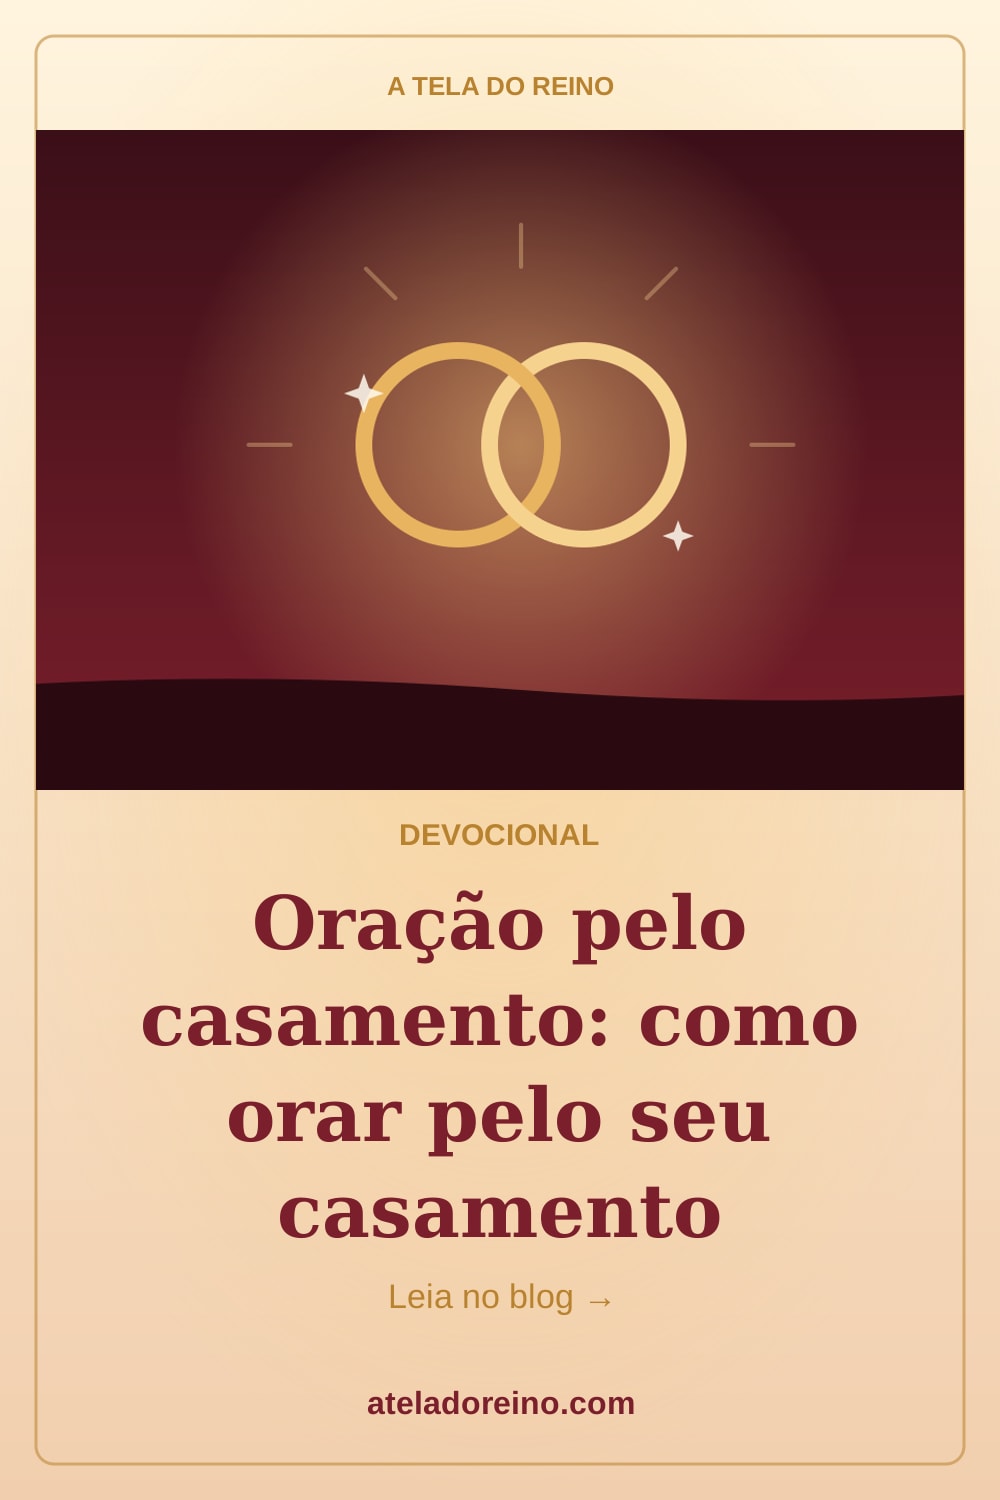 A TELA DO REINO
DEVOCIONAL
Oração pelo
casamento: como
orar pelo seu
casamento
Leia no blog →
ateladoreino.com